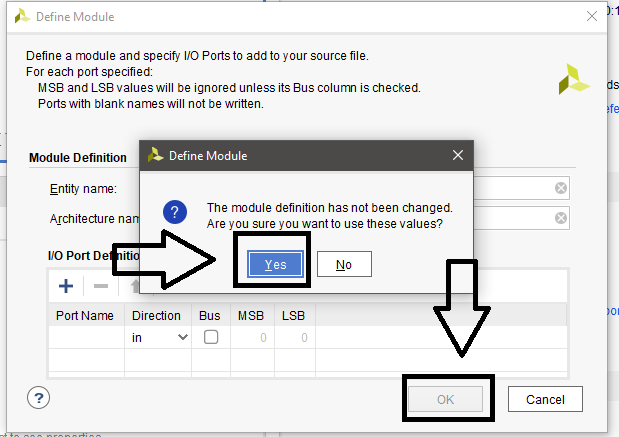 Define Module
Define a module and specify I/O Ports to add to your source file.
For each port specified:
MSB and LSB values will be ignored unless its Bus column is checked.
Ports with blank names will not be written.
Module Definition
Define Module
Entity name:
The module definition has not been changed.
Are you sure you want to use these values?
Architecture nam
I/O Port Definitio
Yes No
Port Name Direction Bus MSB LSB
in 0 0
? OK Cancel